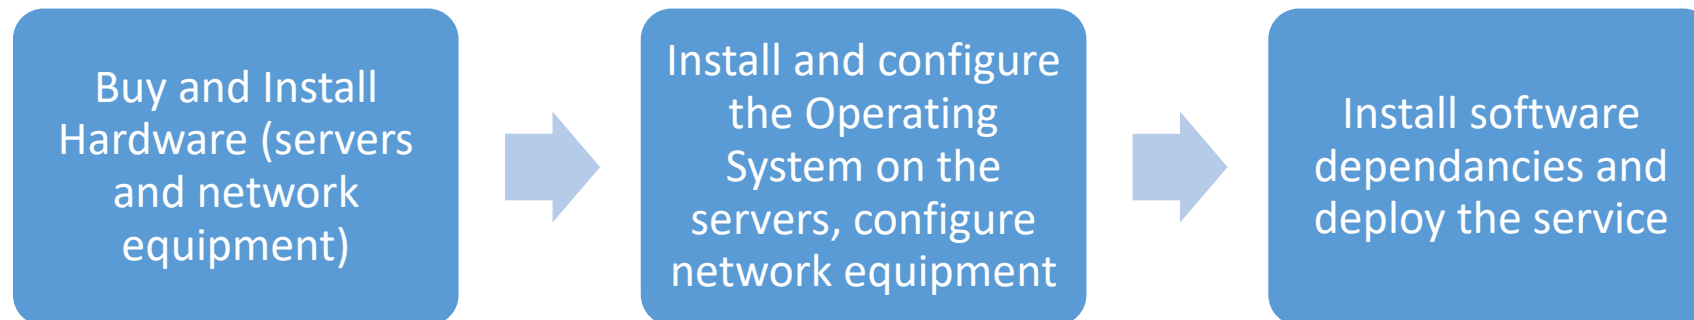 Buy and Install
Hardware (servers
and network
equipment)
Install and configure
the Operating
System on the
servers, configure
network equipment
Install software
dependancies and
deploy the service